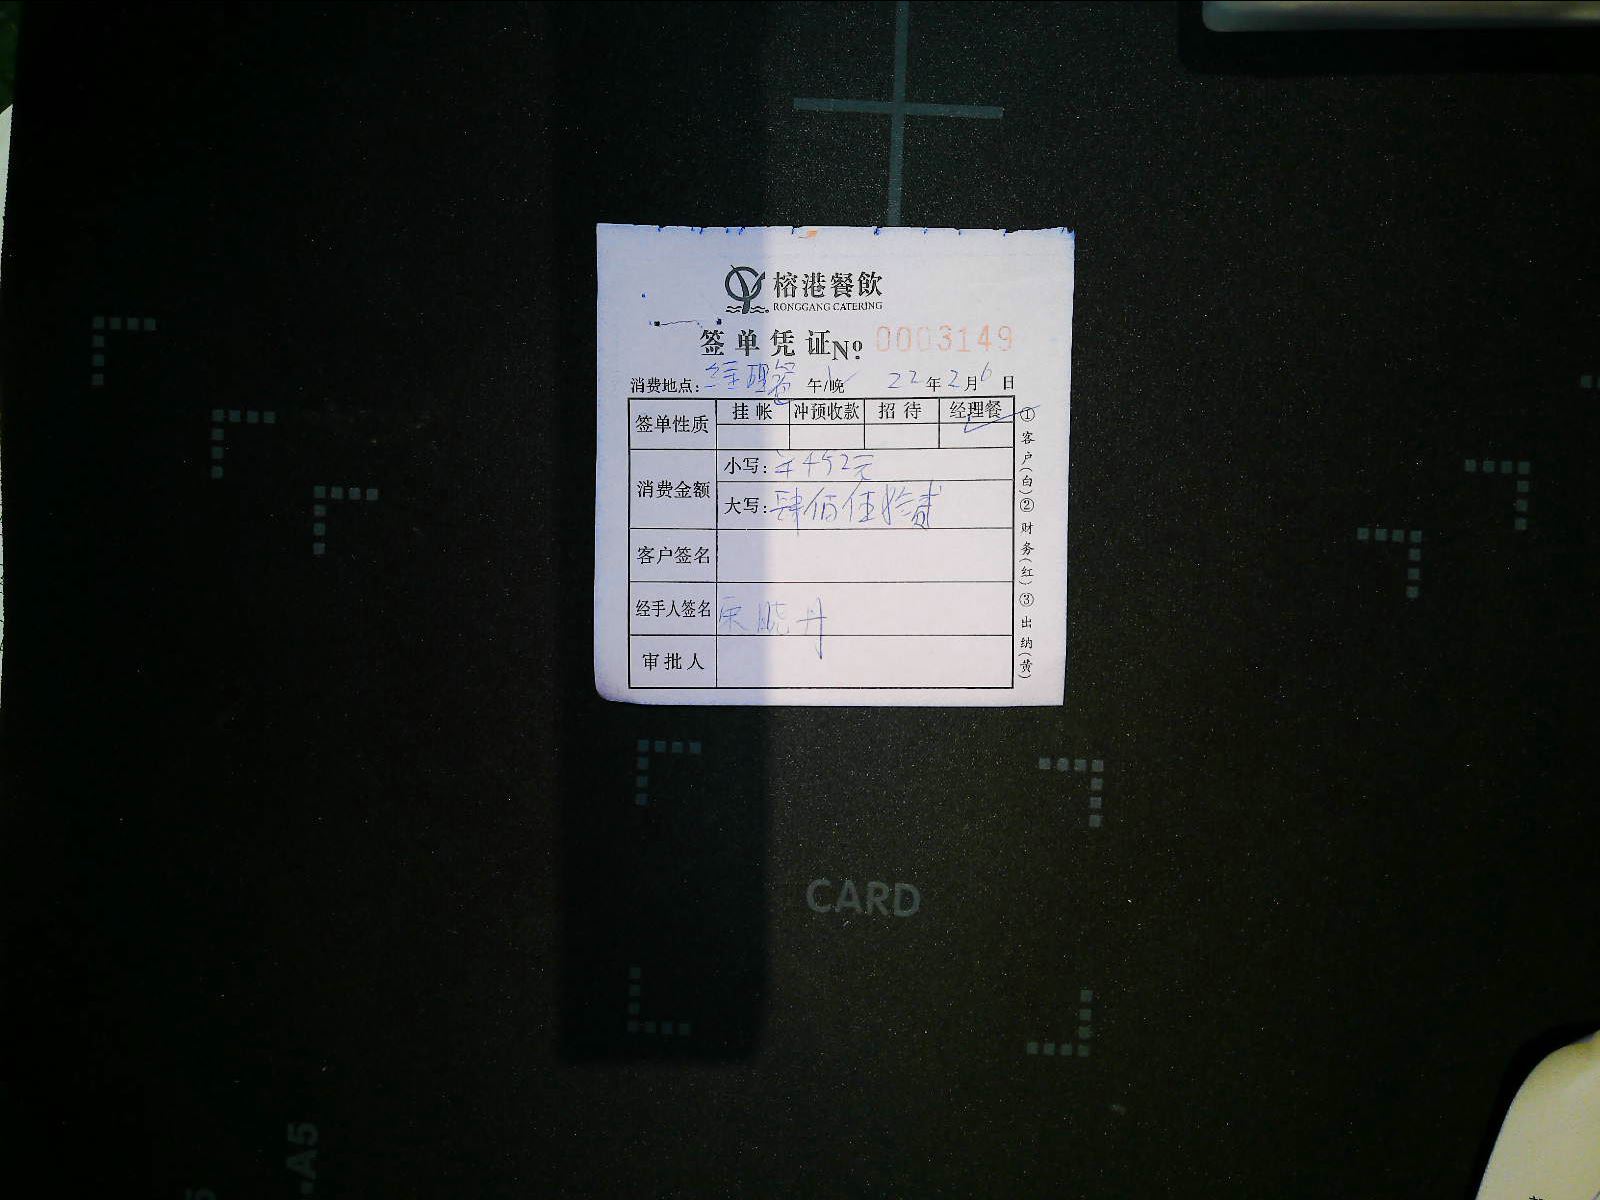 榕港餐飲
RONGGANG CATERING
签单凭证№ 0003149
消费地点: 经理餐 午/晚 22年2月6日
签单性质 挂帐 冲预收款 招待 经理餐
消费金额
小写: ¥452元
大写: 肆佰伍拾贰
客户签名
经手人签名 宋晓丹
审批人
①客户(白)②财务(红)③出纳(黄)
CARD
A5